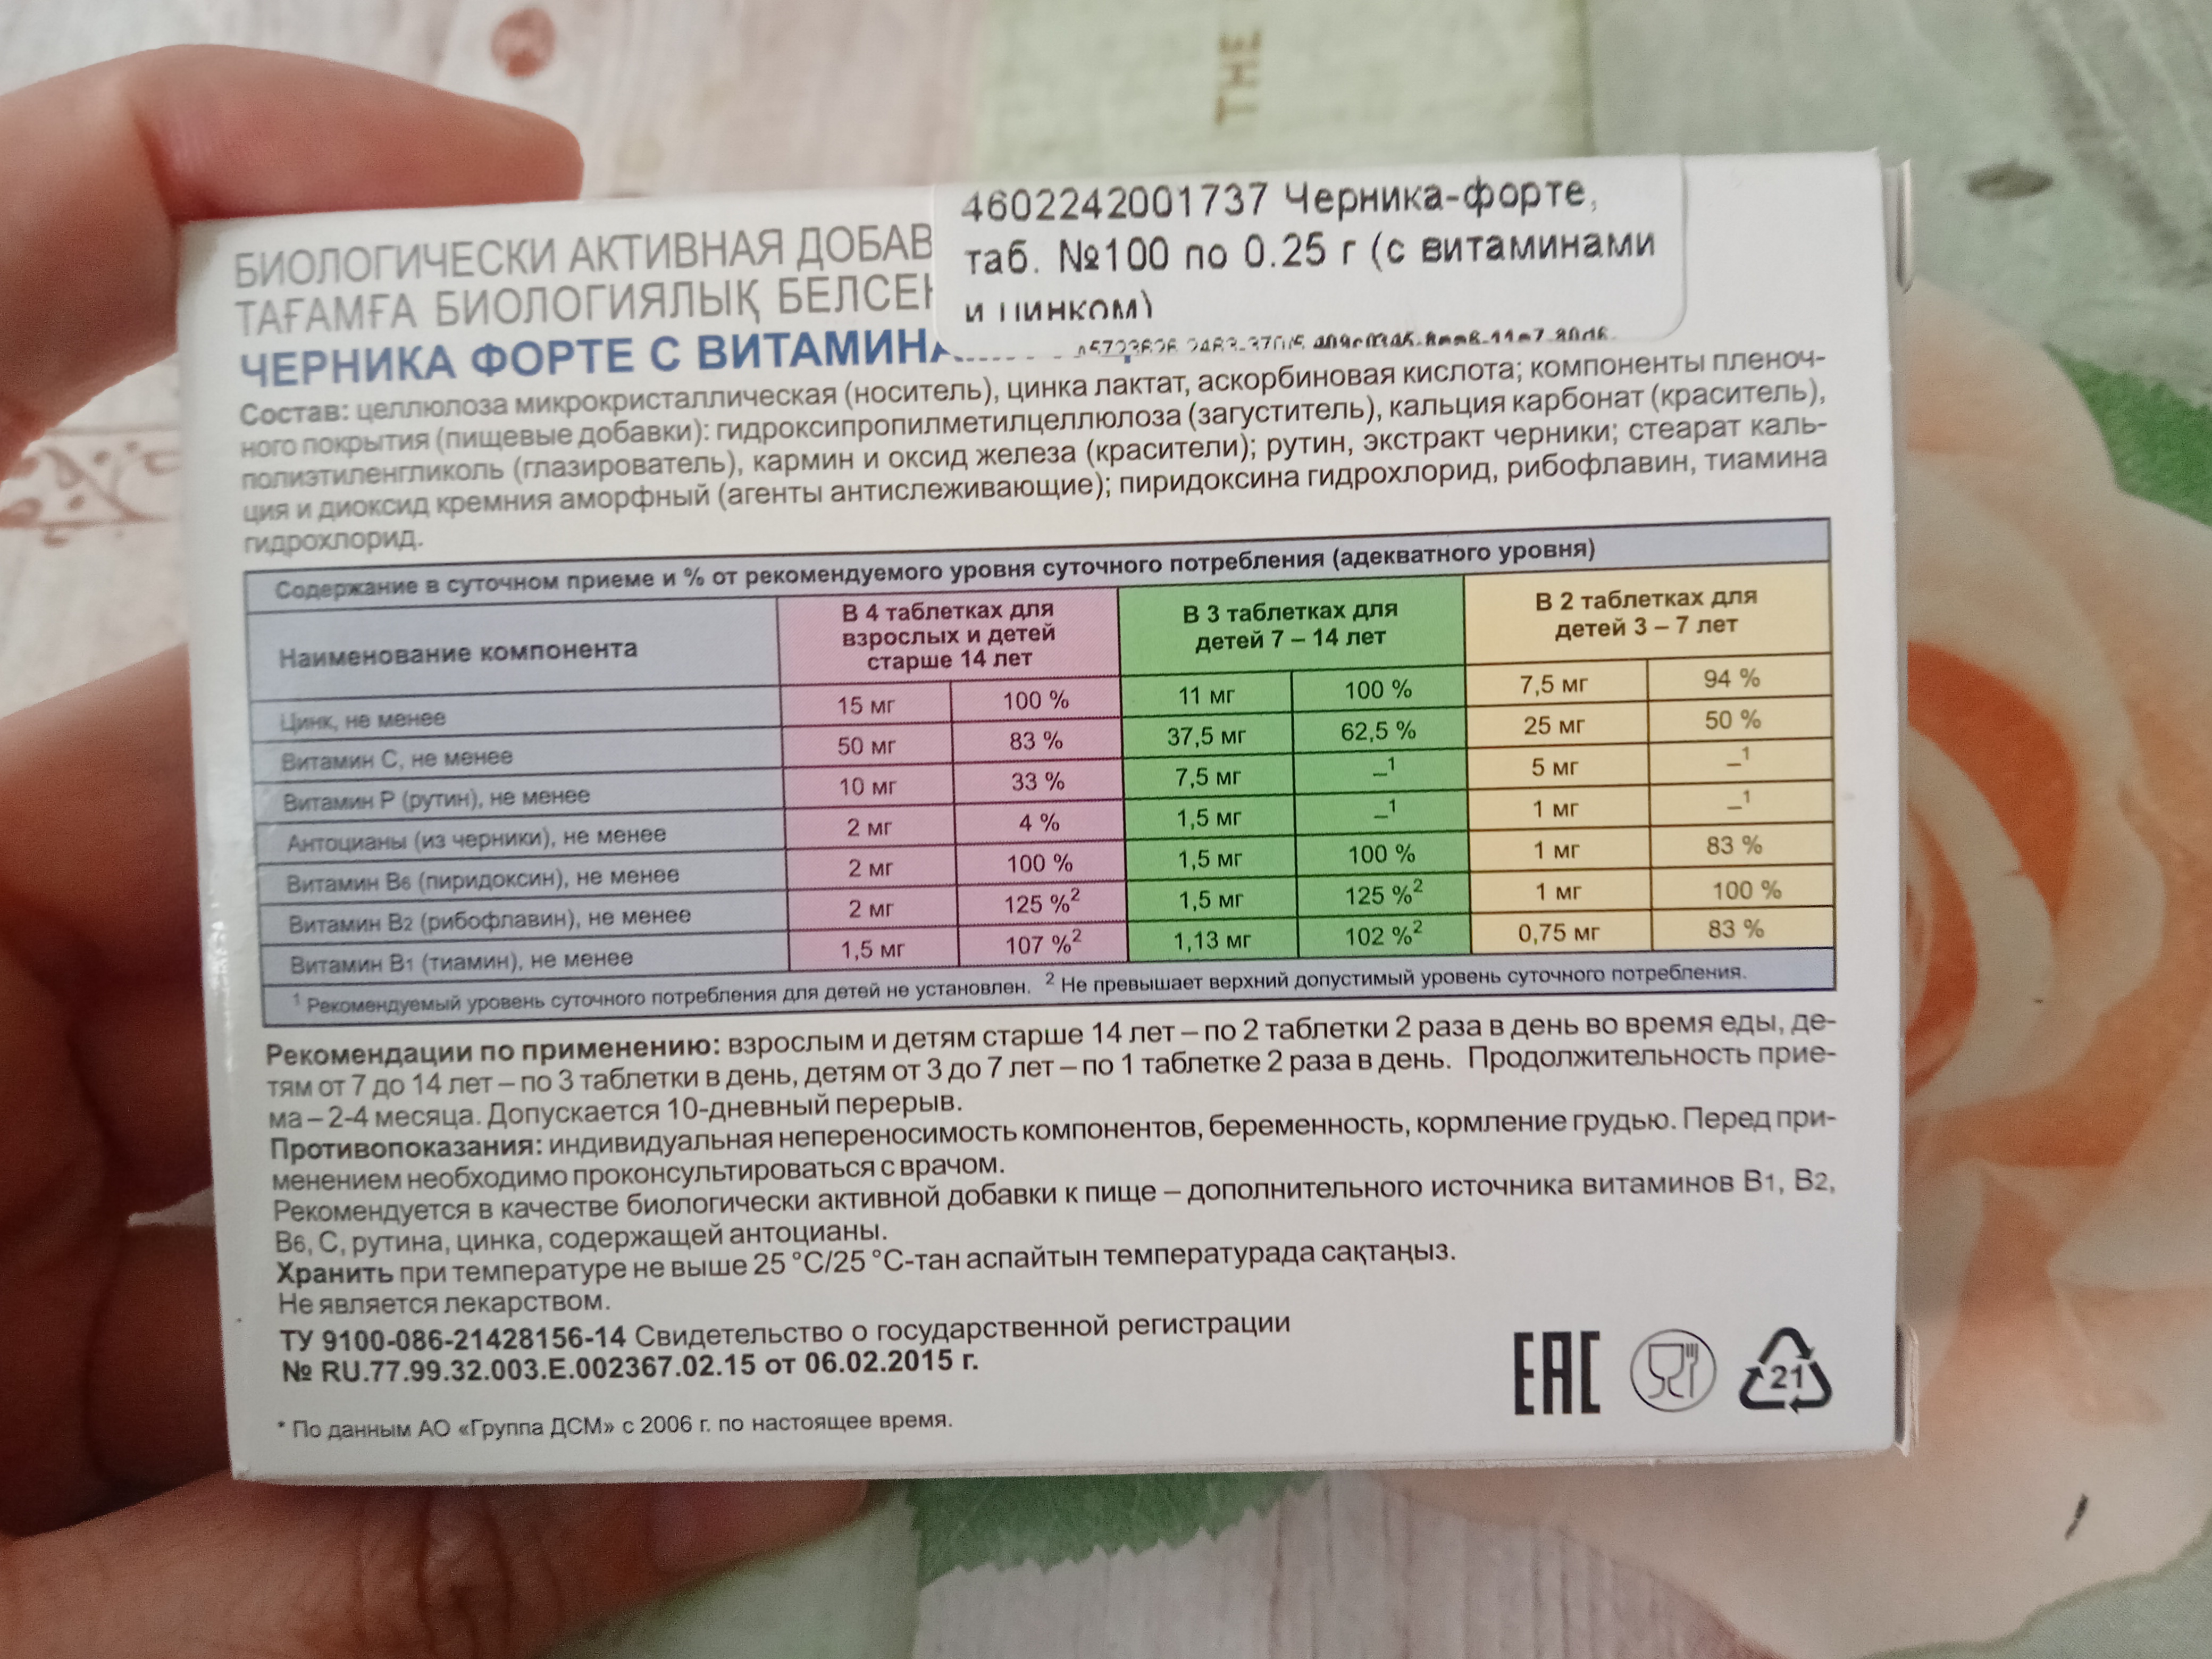 THE
4602242001737 Черника-форте,
таб. №100 по 0.25 г (с витаминами
и цинком)
БИОЛОГИЧЕСКИ АКТИВНАЯ ДОБАВ
ТАҒАМҒА БИОЛОГИЯЛЫҚ БЕЛСЕН
ЧЕРНИКА ФОРТЕ С ВИТАМИНА
Состав: целлюлоза микрокристаллическая (носитель), цинка лактат, аскорбиновая кислота; компоненты пленоч-
ного покрытия (пищевые добавки): гидроксипропилметилцеллюлоза (загуститель), кальция карбонат (краситель),
полиэтиленгликоль (глазирователь), кармин и оксид железа (красители); рутин, экстракт черники; стеарат каль-
ция и диоксид кремния аморфный (агенты антислеживающие); пиридоксина гидрохлорид, рибофлавин, тиамина
гидрохлорид.
Содержание в суточном приеме и % от рекомендуемого уровня суточного потребления (адекватного уровня)
Наименование компонента
В 4 таблетках для
взрослых и детей
старше 14 лет
В 3 таблетках для
детей 7 – 14 лет
В 2 таблетках для
детей 3 – 7 лет
Цинк, не менее 15 мг 100 % 11 мг 100 % 7,5 мг 94 %
Витамин С, не менее 50 мг 83 % 37,5 мг 62,5 % 25 мг 50 %
Витамин Р (рутин), не менее 10 мг 33 % 7,5 мг –1 5 мг –1
Антоцианы (из черники), не менее 2 мг 4 % 1,5 мг –1 1 мг –1
Витамин В6 (пиридоксин), не менее 2 мг 100 % 1,5 мг 100 % 1 мг 83 %
Витамин В2 (рибофлавин), не менее 2 мг 125 %2 1,5 мг 125 %2 1 мг 100 %
Витамин В1 (тиамин), не менее 1,5 мг 107 %2 1,13 мг 102 %2 0,75 мг 83 %
1 Рекомендуемый уровень суточного потребления для детей не установлен. 2 Не превышает верхний допустимый уровень суточного потребления.
Рекомендации по применению: взрослым и детям старше 14 лет – по 2 таблетки 2 раза в день во время еды, де-
тям от 7 до 14 лет – по 3 таблетки в день, детям от 3 до 7 лет – по 1 таблетке 2 раза в день. Продолжительность прие-
ма – 2-4 месяца. Допускается 10-дневный перерыв.
Противопоказания: индивидуальная непереносимость компонентов, беременность, кормление грудью. Перед при-
менением необходимо проконсультироваться с врачом.
Рекомендуется в качестве биологически активной добавки к пище – дополнительного источника витаминов В1, В2,
В6, С, рутина, цинка, содержащей антоцианы.
Хранить при температуре не выше 25 °С/25 °С-тан аспайтын температурада сақтаңыз.
Не является лекарством.
ТУ 9100-086-21428156-14 Свидетельство о государственной регистрации
№ RU.77.99.32.003.Е.002367.02.15 от 06.02.2015 г.
* По данным АО «Группа ДСМ» с 2006 г. по настоящее время.
EAC
21